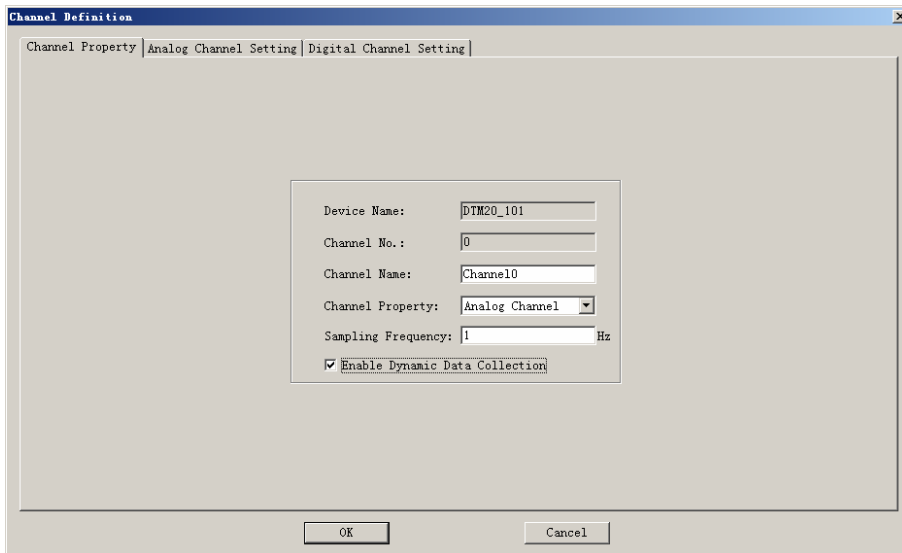 Channel Definition
Channel Property Analog Channel Setting Digital Channel Setting
Device Name: DTM20_101
Channel No.: 0
Channel Name: Channel0
Channel Property: Analog Channel
Sampling Frequency: 1 Hz
Enable Dynamic Data Collection
OK Cancel